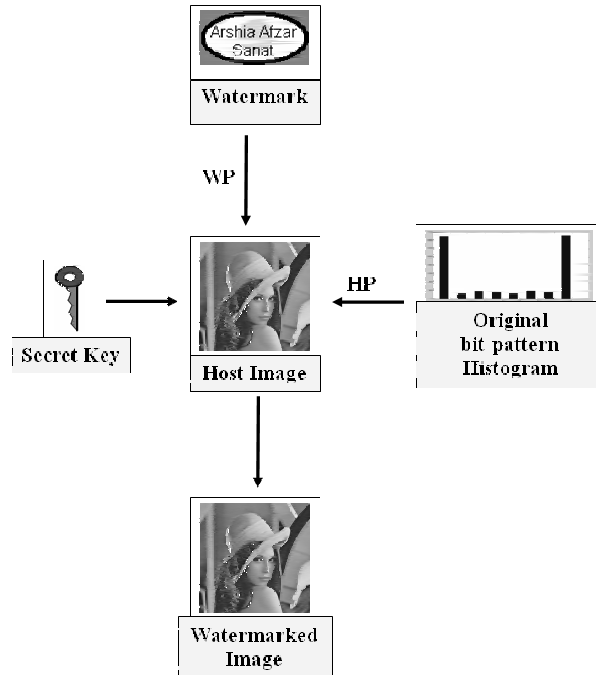 Arshia Afzar
Sanat
Watermark
WP
HP
Secret Key
Host Image
Original
bit pattern
Histogram
Watermarked
Image